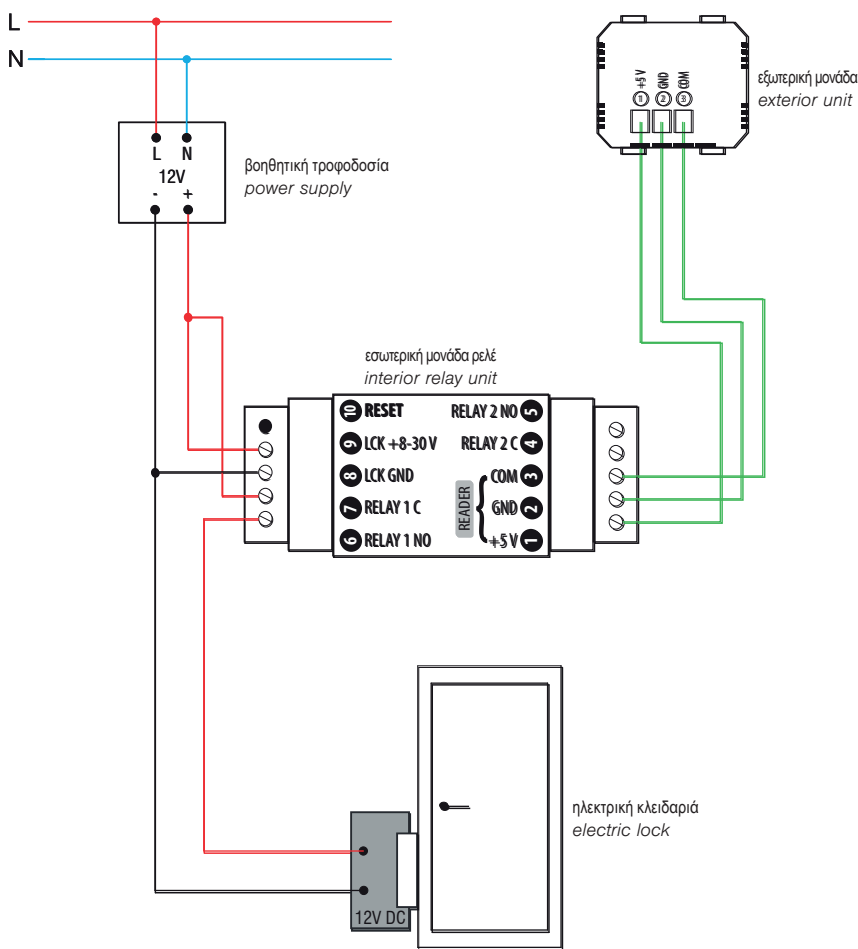 L
N
L N
12V
- +
βοηθητική τροφοδοσία
power supply
+5 V
GND
COM
1
2
3
εξωτερική μονάδα
exterior unit
εσωτερική μονάδα ρελέ
interior relay unit
10 RESET
9 LCK +8-30 V
8 LCK GND
7 RELAY 1 C
6 RELAY 1 NO
RELAY 2 NO 5
RELAY 2 C 4
READER
COM 3
GND 2
+5 V 1
ηλεκτρική κλειδαριά
electric lock
12V DC